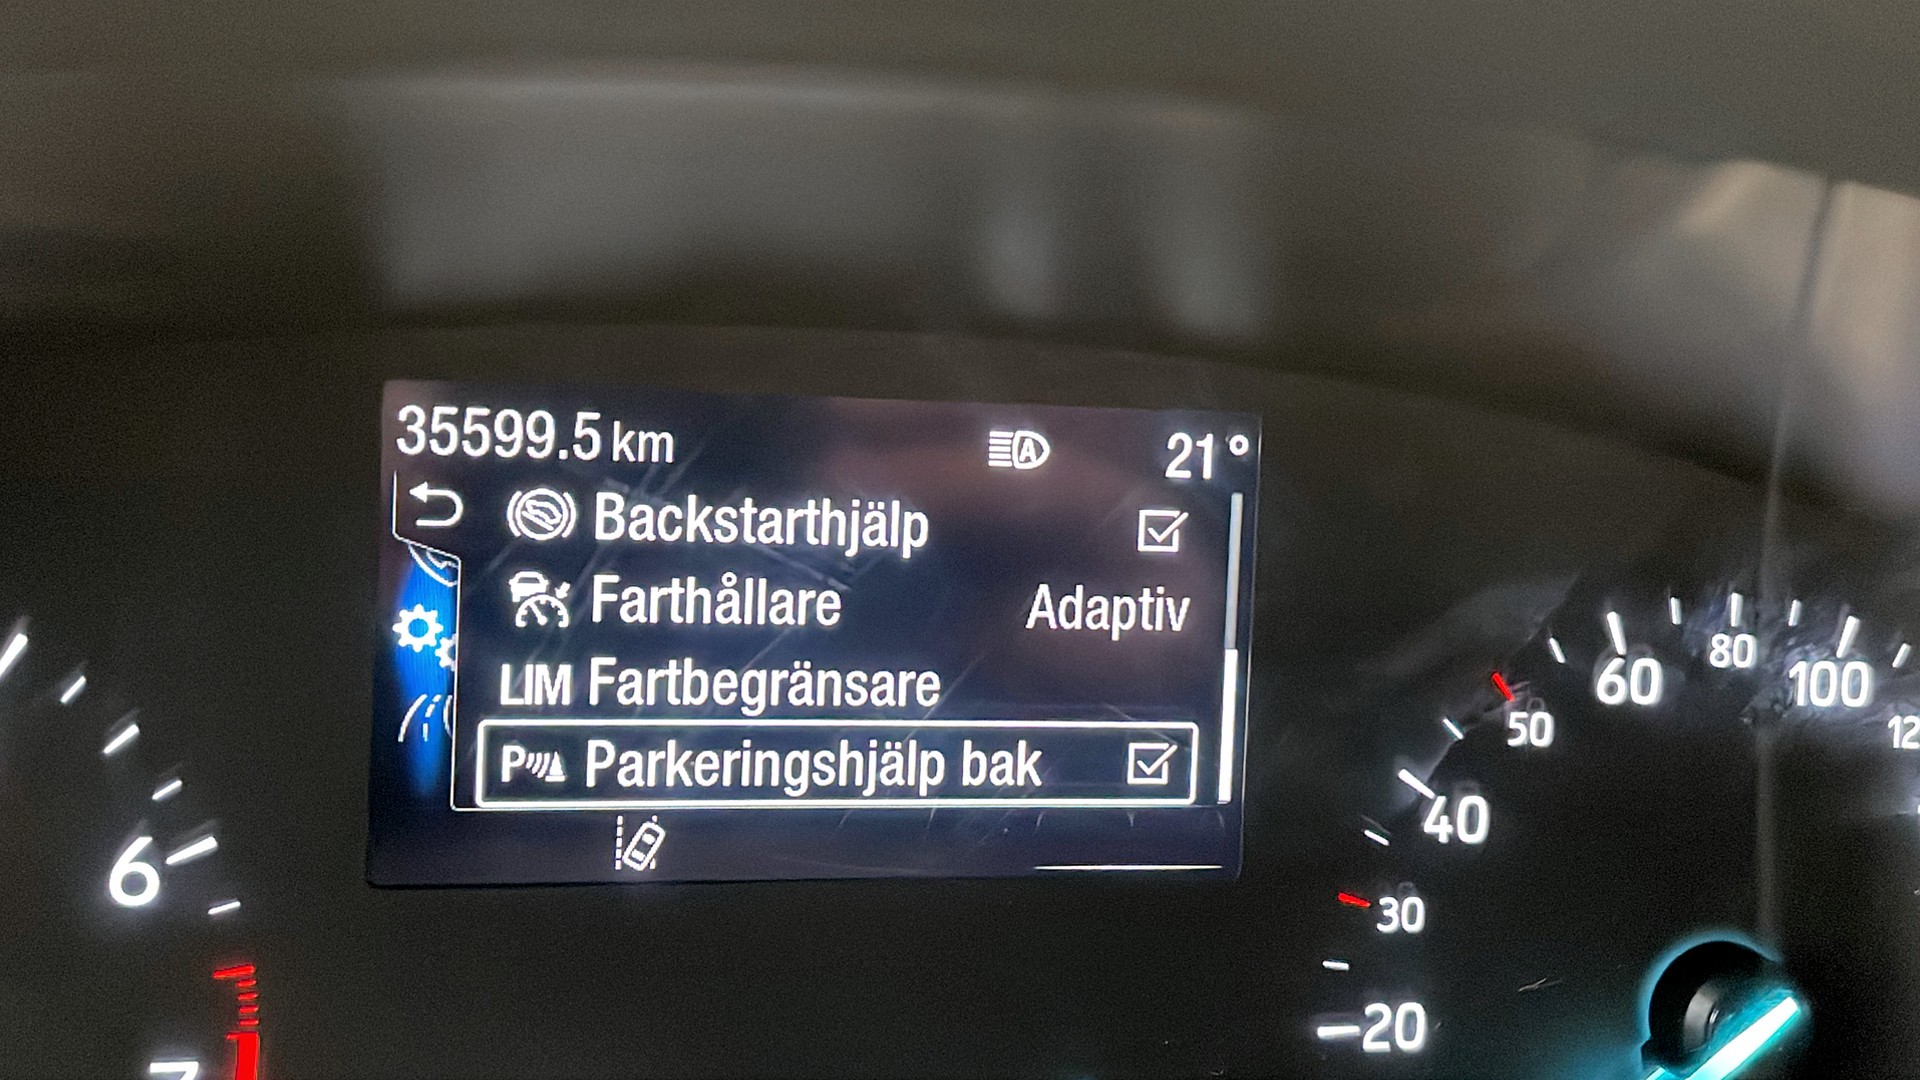 35599.5 km A 21°
Backstarthjälp
Farthållare Adaptiv
LIM Fartbegränsare
P Parkeringshjälp bak
6
7
20
30
40
50
60
80
100